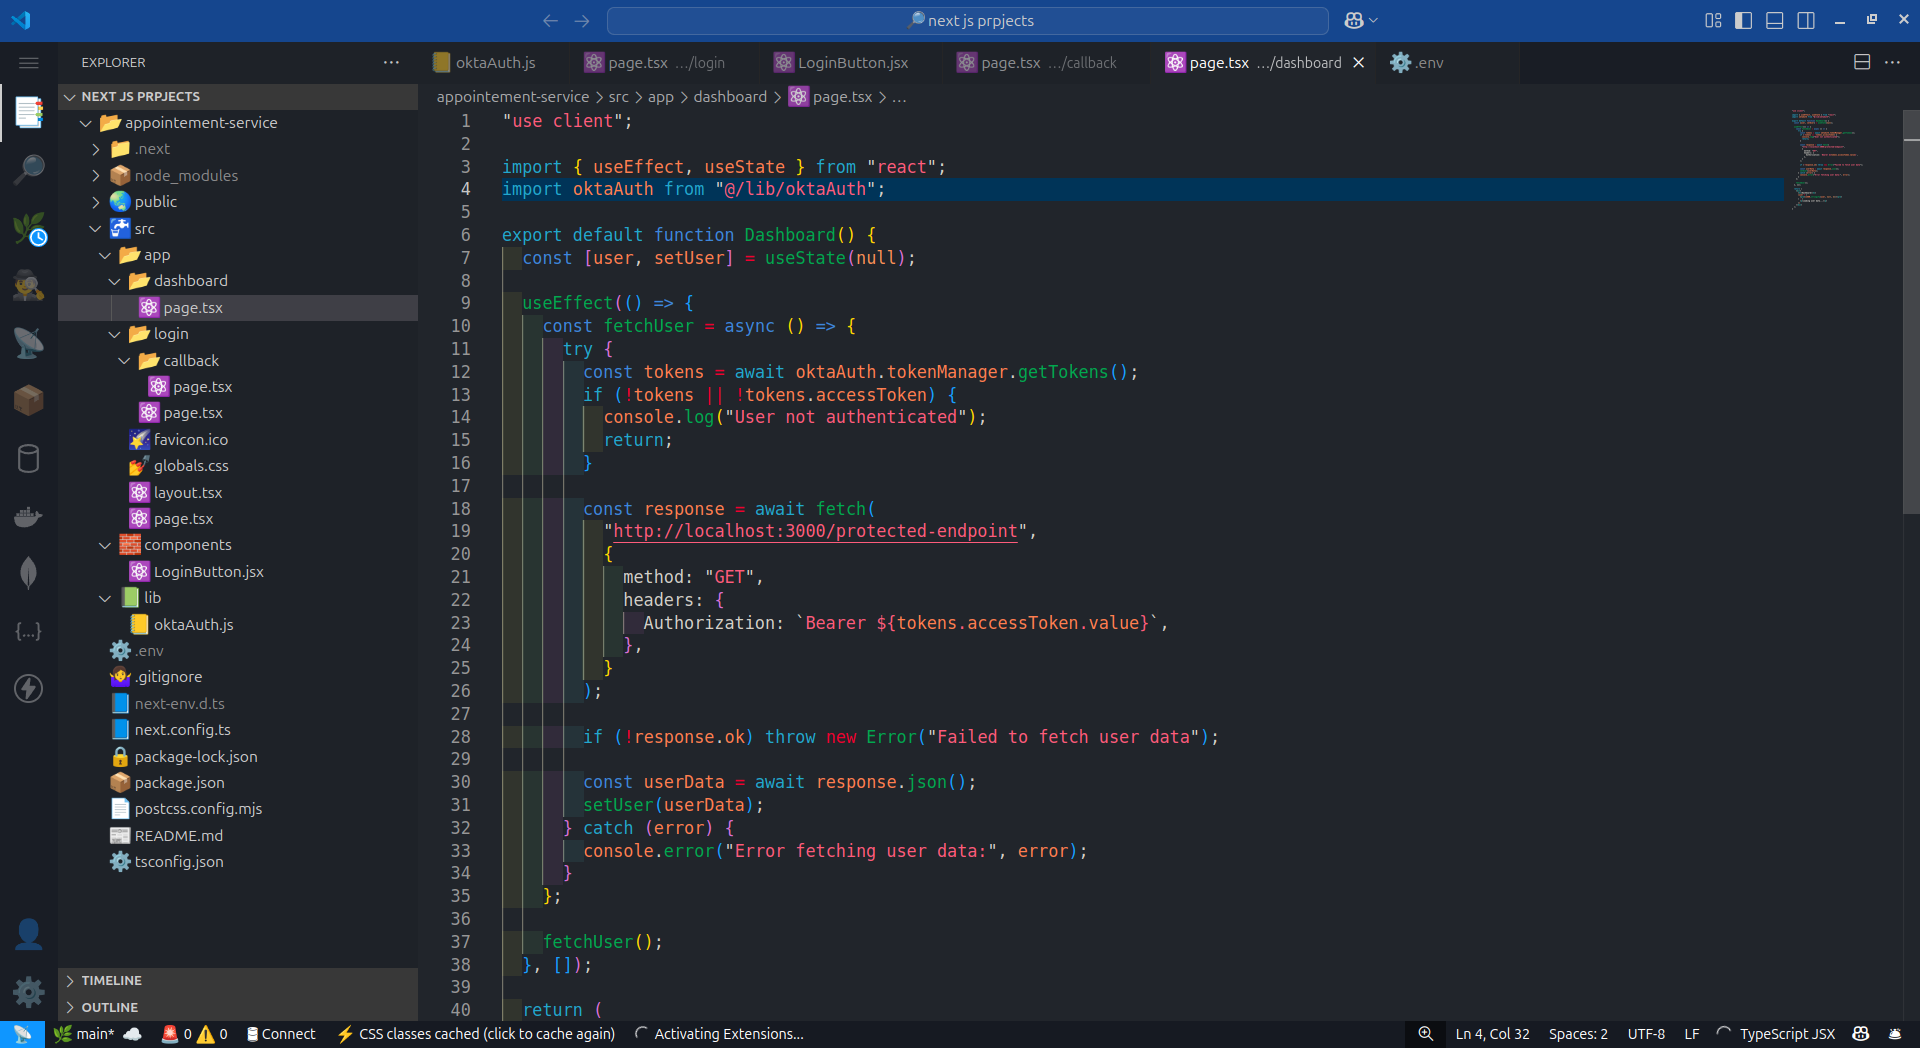 next js prpjects
EXPLORER
NEXT JS PRPJECTS
appointement-service
.next
node_modules
public
src
app
dashboard
page.tsx
login
callback
page.tsx
page.tsx
favicon.ico
globals.css
layout.tsx
page.tsx
components
LoginButton.jsx
lib
oktaAuth.js
.env
.gitignore
next-env.d.ts
next.config.ts
package-lock.json
package.json
postcss.config.mjs
README.md
tsconfig.json
TIMELINE
OUTLINE
oktaAuth.js page.tsx .../login LoginButton.jsx page.tsx .../callback page.tsx .../dashboard .env
appointement-service > src > app > dashboard > page.tsx > ...
1 "use client";
2
3 import { useEffect, useState } from "react";
4 import oktaAuth from "@/lib/oktaAuth";
5
6 export default function Dashboard() {
7 const [user, setUser] = useState(null);
8
9 useEffect(() => {
10 const fetchUser = async () => {
11 try {
12 const tokens = await oktaAuth.tokenManager.getTokens();
13 if (!tokens || !tokens.accessToken) {
14 console.log("User not authenticated");
15 return;
16 }
17
18 const response = await fetch(
19 "http://localhost:3000/protected-endpoint",
20 {
21 method: "GET",
22 headers: {
23 Authorization: `Bearer ${tokens.accessToken.value}`,
24 },
25 }
26 );
27
28 if (!response.ok) throw new Error("Failed to fetch user data");
29
30 const userData = await response.json();
31 setUser(userData);
32 } catch (error) {
33 console.error("Error fetching user data:", error);
34 }
35 };
36
37 fetchUser();
38 }, []);
39
40 return (
main* 0 0 Connect CSS classes cached (click to cache again) Activating Extensions... Ln 4, Col 32 Spaces: 2 UTF-8 LF TypeScript JSX